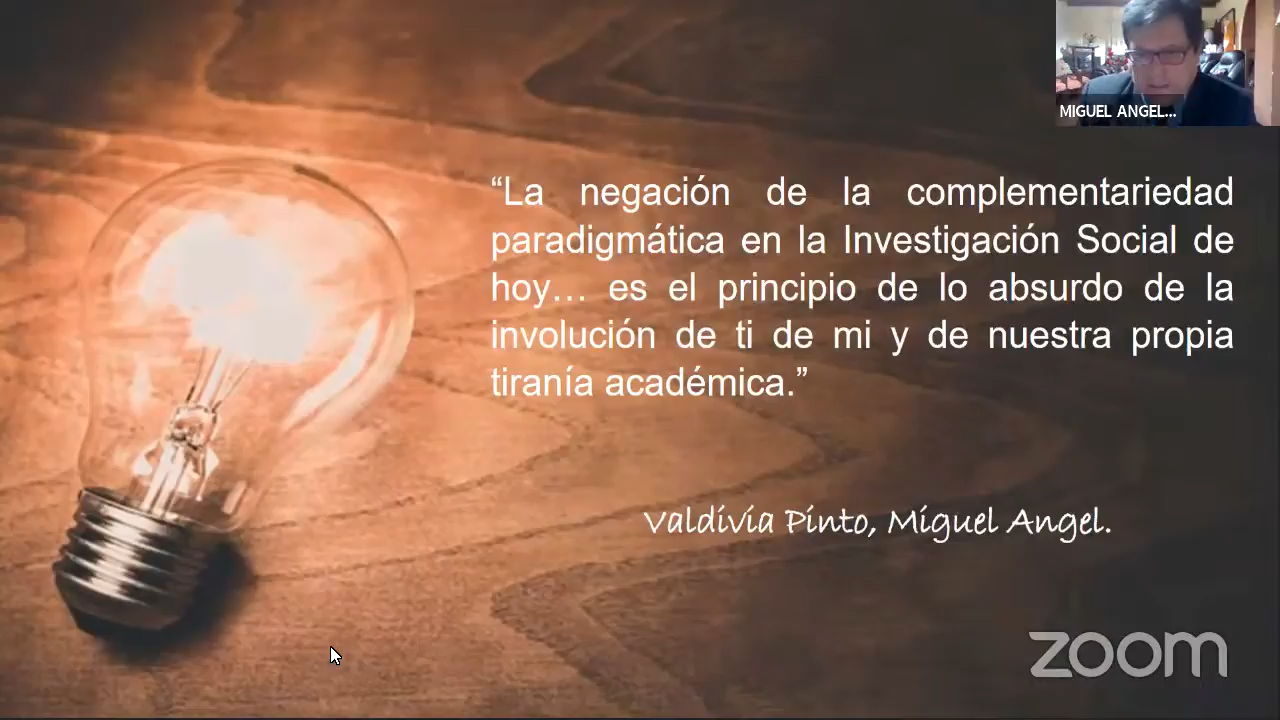 MIGUEL ANGEL...
“La negación de la complementariedad
paradigmática en la Investigación Social de
hoy… es el principio de lo absurdo de la
involución de ti de mi y de nuestra propia
tiranía académica.”
Valdivia Pinto, Miguel Angel.
zoom